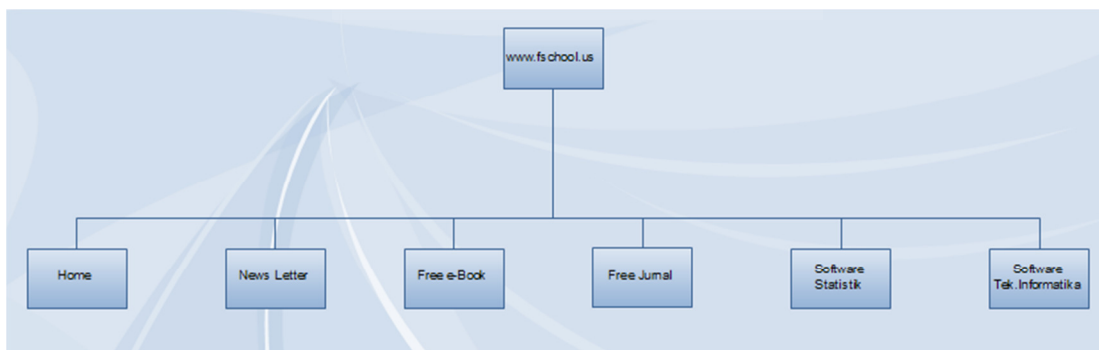 www.fschool.us
Home
News Letter
Free e-Book
Free Jurnal
Software
Statistik
Software
Tek.Informatika